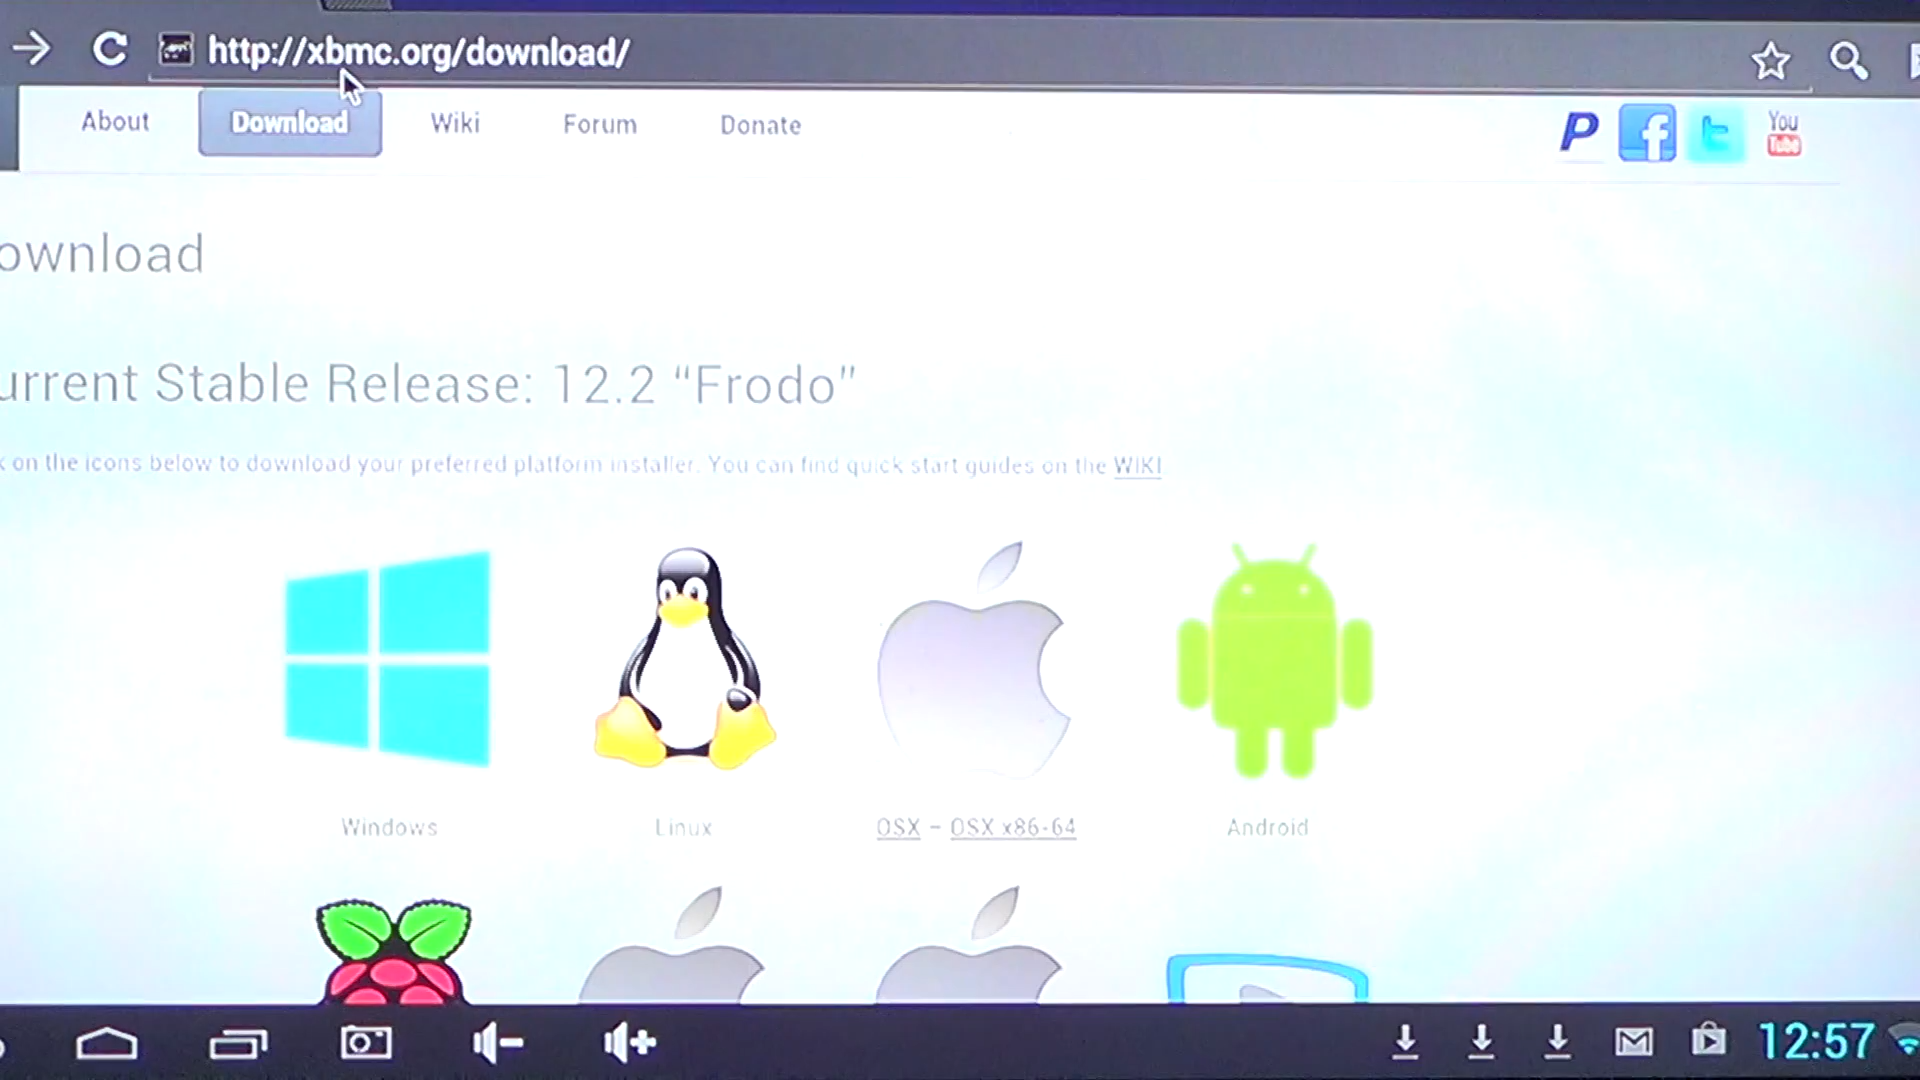 http://xbmc.org/download/
About Download Wiki Forum Donate
P f t You Tube
ownload
urrent Stable Release: 12.2 “Frodo”
k on the icons below to download your preferred platform installer. You can find quick start guides on the WIKI
Windows Linux OSX – OSX x86-64 Android
12:57